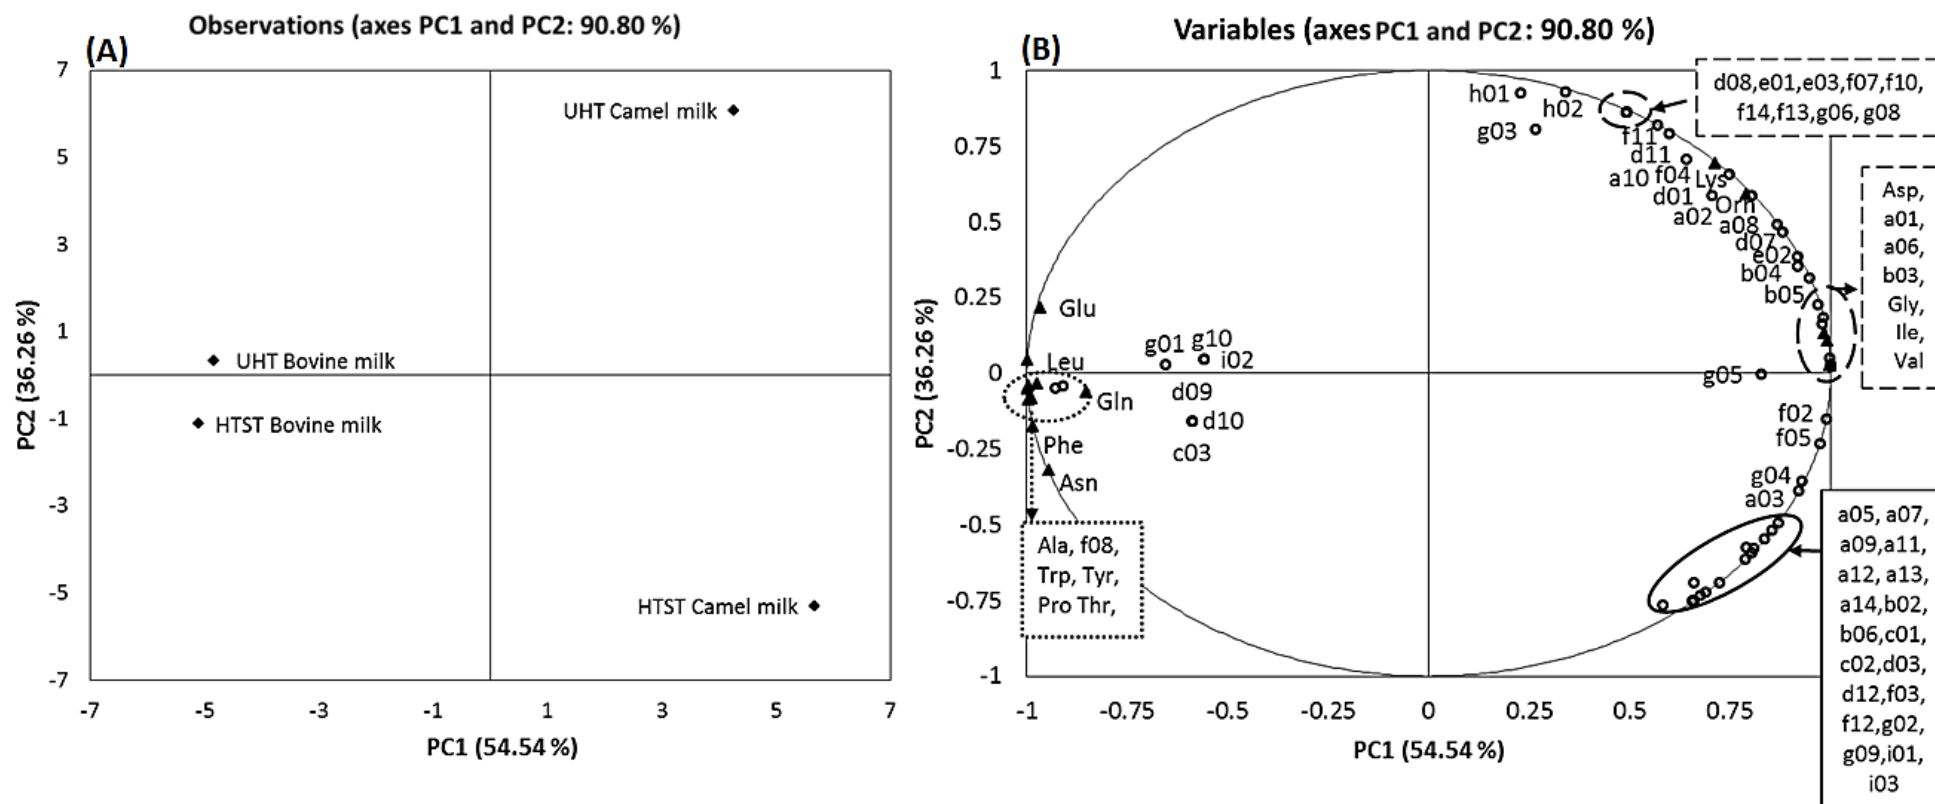 Observations (axes PC1 and PC2: 90.80 %)
(A)
7
5
3
1
-1
-3
-5
-7
PC2 (36.26 %)
UHT Camel milk
UHT Bovine milk
HTST Bovine milk
HTST Camel milk
-7 -5 -3 -1 1 3 5 7
PC1 (54.54 %)
Variables (axes PC1 and PC2: 90.80 %)
(B)
1
0.75
0.5
0.25
0
-0.25
-0.5
-0.75
-1
PC2 (36.26 %)
h01
h02
g03
d08,e01,e03,f07,f10,
f14,f13,g06, g08
f11
d11
a10 f04 Lys
d01
a02 Orn
a08
d07
e02
b04
b05
Asp,
a01,
a06,
b03,
Gly,
Ile,
Val
Glu
Leu
g01 g10
i02
g05
d09
Gln
d10
c03
Phe
Asn
f02
f05
g04
a03
Ala, f08,
Trp, Tyr,
Pro Thr,
a05, a07,
a09,a11,
a12, a13,
a14,b02,
b06,c01,
c02,d03,
d12,f03,
f12,g02,
g09,i01,
i03
-1 -0.75 -0.5 -0.25 0 0.25 0.5 0.75
PC1 (54.54 %)